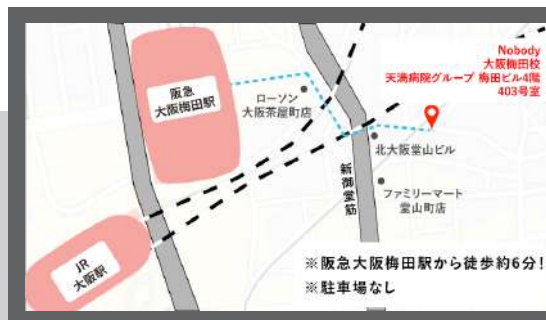 Nobody
大阪梅田校
天満病院グループ 梅田ビル4階
403号室
阪急
大阪梅田駅
ローソン
大阪茶屋町店
北大阪堂山ビル
新御堂筋
ファミリーマート
堂山町店
JR
大阪駅
※阪急大阪梅田駅から徒歩約6分!
※駐車場なし